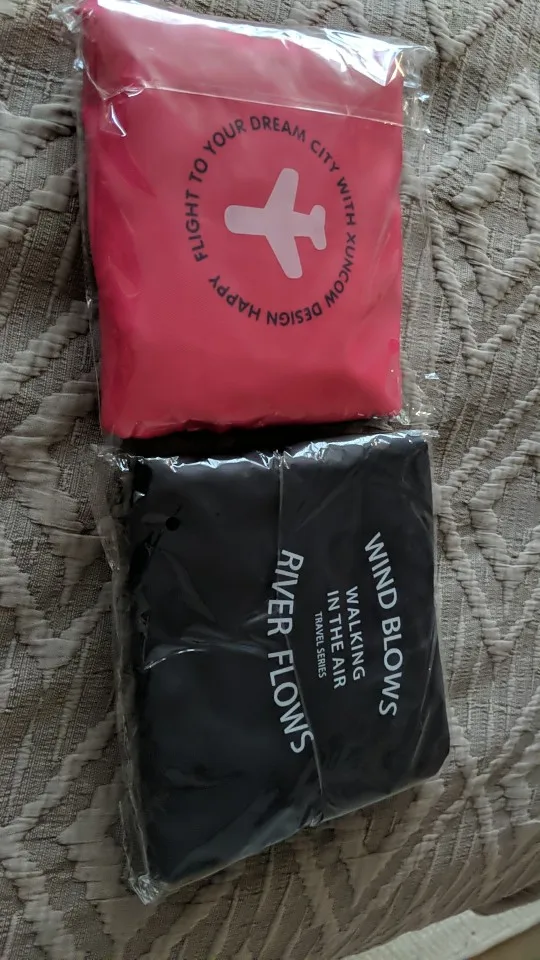 HAPPY FLIGHT TO YOUR DREAM CITY WITH XUNCOW DESIGN
WIND BLOWS
WALKING
IN THE AIR
TRAVEL SERIES
RIVER FLOWS